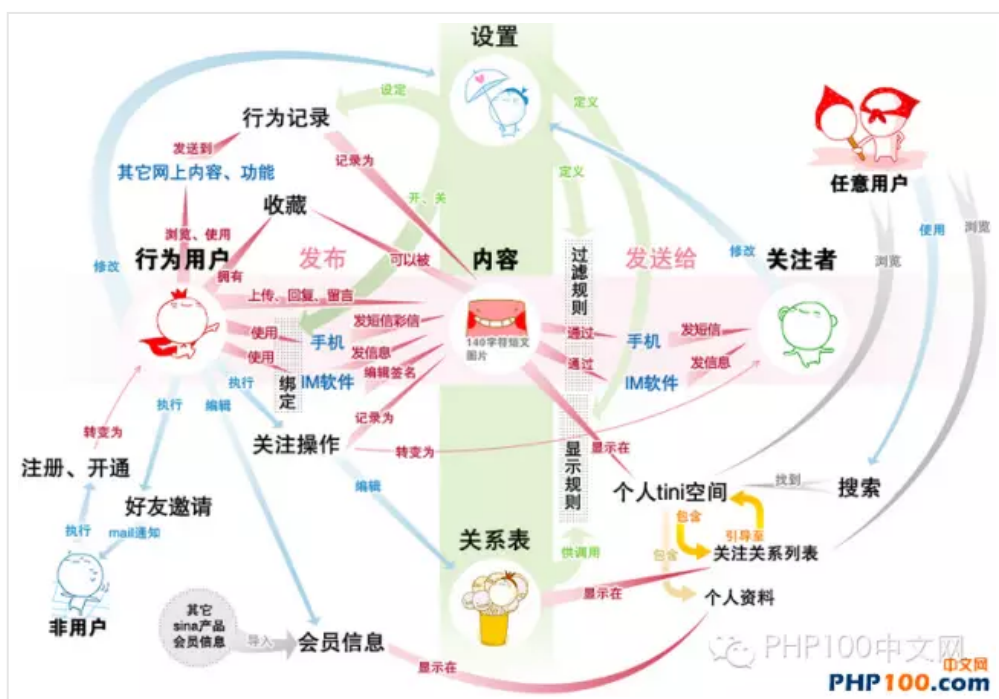 设置
设定
定义
行为记录
发送到
记录为
其它网上内容、功能
定义
任意用户
收藏
开、关
浏览、使用
使用
浏览
修改
行为用户
拥有
发布
可以被
内容
过滤规则
发送给
修改
关注者
浏览
上传、回复、留言
使用
手机
发短信彩信
140字符短文
图片
通过
手机
发短信
使用
发信息
通过
发信息
绑定
IM软件
编辑签名
IM软件
执行
执行
编辑
记录为
转变为
关注操作
转变为
显示规则
显示在
注册、开通
编辑
个人tini空间
找到
搜索
好友邀请
包含
执行
mail通知
关系表
引导至
供调用
包含
关注关系列表
显示在
个人资料
其它
sina产品
会员信息
非用户
导入
会员信息
显示在
PHP100中文网
中文网
PHP100.com